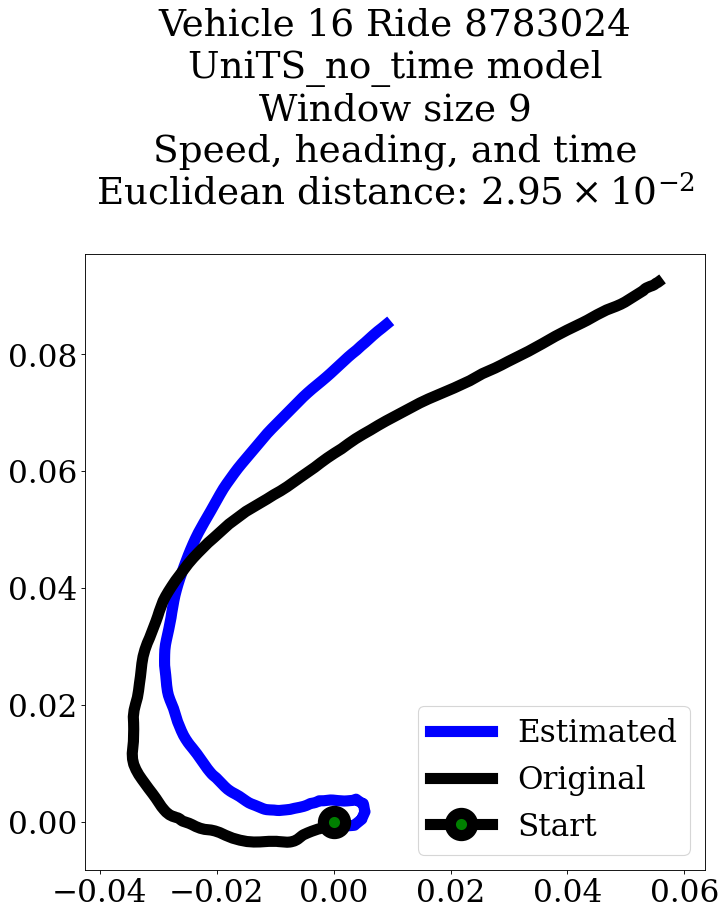 Vehicle 16 Ride 8783024
UniTS_no_time model
Window size 9
Speed, heading, and time
Euclidean distance: 2.95 × 10⁻²
0.08
0.06
0.04
0.02
0.00
−0.04 −0.02 0.00 0.02 0.04 0.06
Estimated
Original
Start